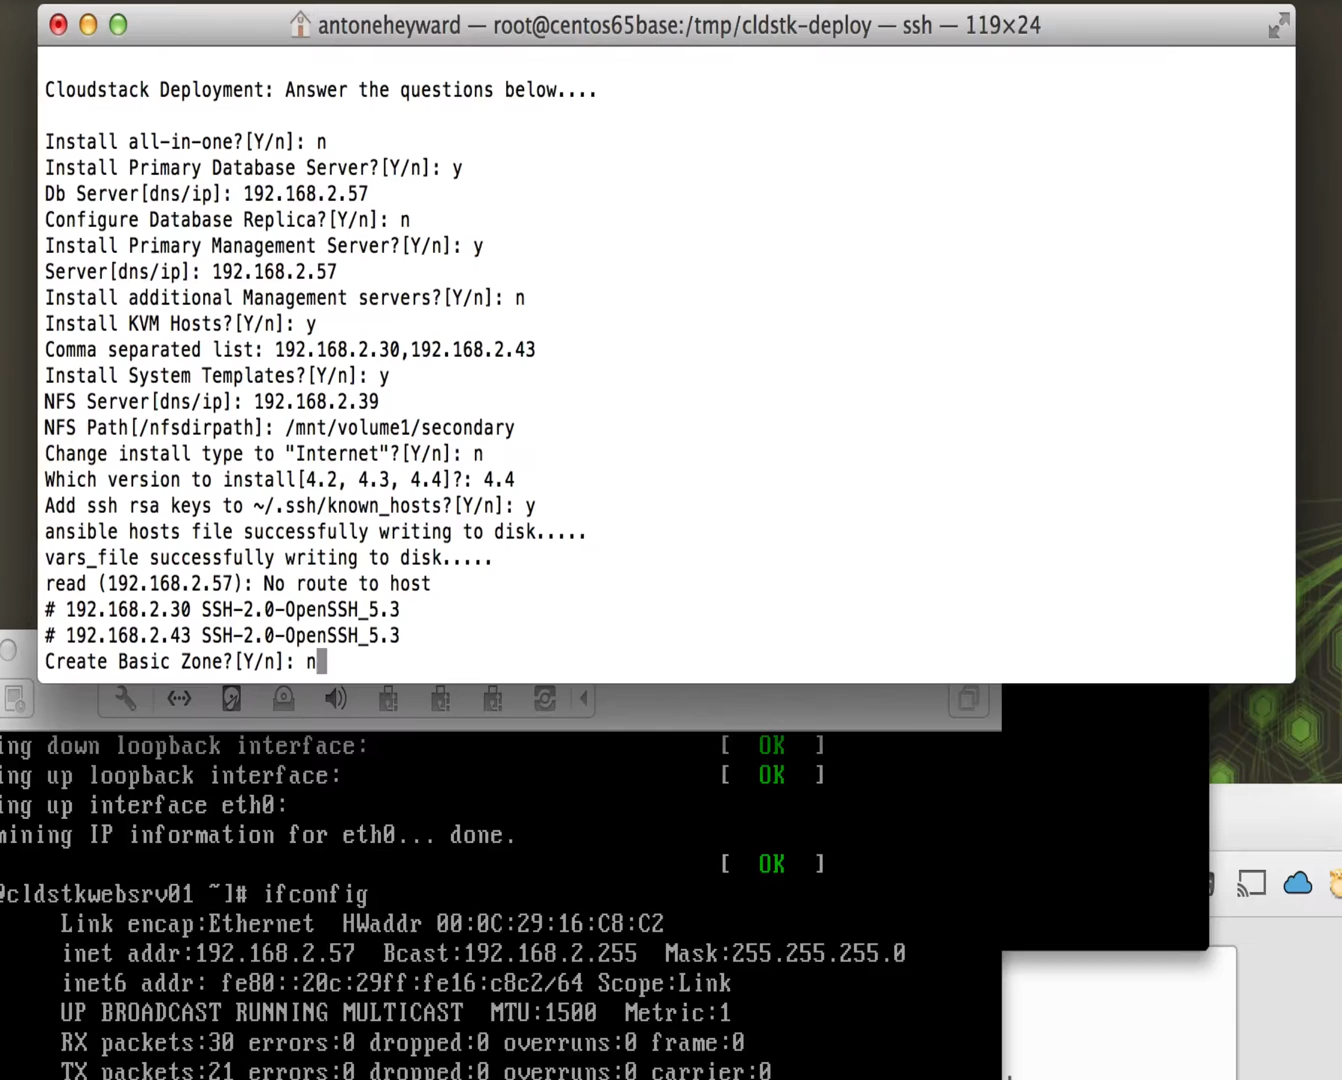 antoneheyward — root@centos65base:/tmp/cldstk-deploy — ssh — 119×24
Cloudstack Deployment: Answer the questions below....
Install all-in-one?[Y/n]: n
Install Primary Database Server?[Y/n]: y
Db Server[dns/ip]: 192.168.2.57
Configure Database Replica?[Y/n]: n
Install Primary Management Server?[Y/n]: y
Server[dns/ip]: 192.168.2.57
Install additional Management servers?[Y/n]: n
Install KVM Hosts?[Y/n]: y
Comma separated list: 192.168.2.30,192.168.2.43
Install System Templates?[Y/n]: y
NFS Server[dns/ip]: 192.168.2.39
NFS Path[/nfsdirpath]: /mnt/volume1/secondary
Change install type to "Internet"?[Y/n]: n
Which version to install[4.2, 4.3, 4.4]?: 4.4
Add ssh rsa keys to ~/.ssh/known_hosts?[Y/n]: y
ansible hosts file successfully writing to disk.....
vars_file successfully writing to disk.....
read (192.168.2.57): No route to host
# 192.168.2.30 SSH-2.0-OpenSSH_5.3
# 192.168.2.43 SSH-2.0-OpenSSH_5.3
Create Basic Zone?[Y/n]: n
ing down loopback interface: [ OK ]
ing up loopback interface: [ OK ]
ing up interface eth0:
mining IP information for eth0... done.
[ OK ]
@cldstkwebsrv01 ~]# ifconfig
Link encap:Ethernet HWaddr 00:0C:29:16:C8:C2
inet addr:192.168.2.57 Bcast:192.168.2.255 Mask:255.255.255.0
inet6 addr: fe80::20c:29ff:fe16:c8c2/64 Scope:Link
UP BROADCAST RUNNING MULTICAST MTU:1500 Metric:1
RX packets:30 errors:0 dropped:0 overruns:0 frame:0
TX packets:21 errors:0 dropped:0 overruns:0 carrier:0